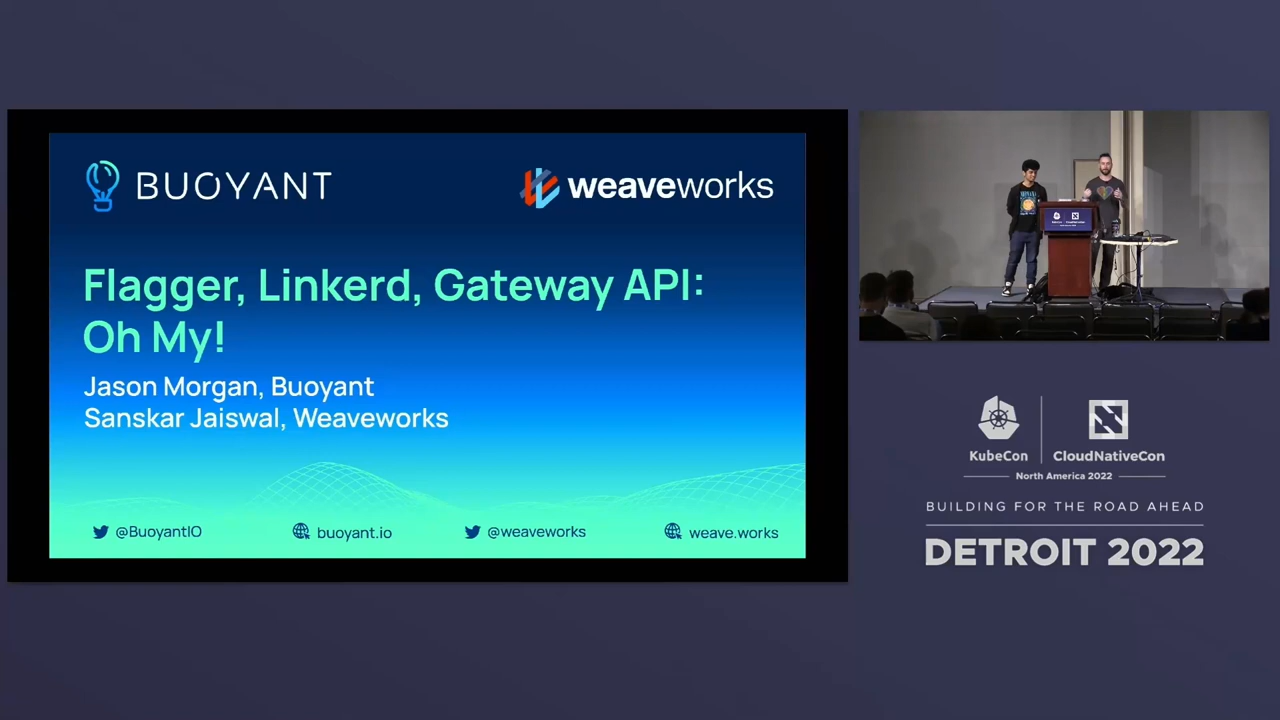 BUOYANT
weaveworks
Flagger, Linkerd, Gateway API:
Oh My!
Jason Morgan, Buoyant
Sanskar Jaiswal, Weaveworks
@BuoyantIO
buoyant.io
@weaveworks
weave.works
KubeCon
CloudNativeCon
North America 2022
BUILDING FOR THE ROAD AHEAD
DETROIT 2022